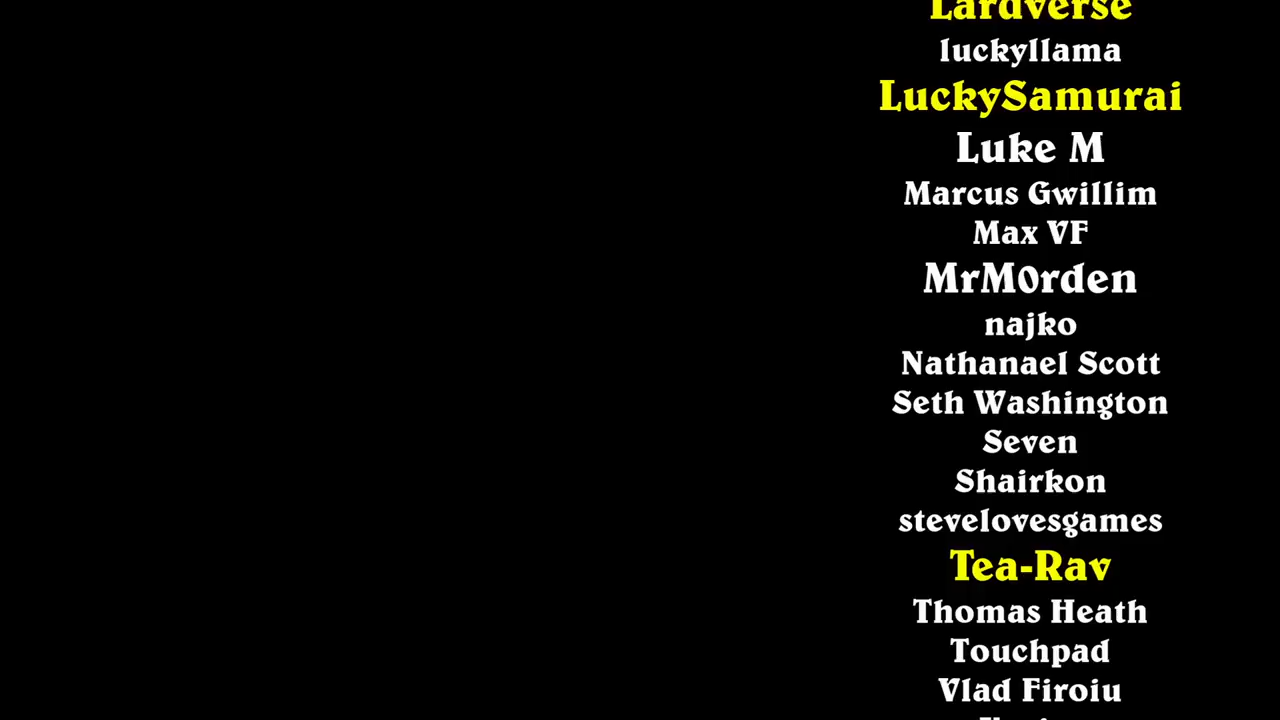 Lardverse
luckyllama
LuckySamurai
Luke M
Marcus Gwillim
Max VF
MrM0rden
najko
Nathanael Scott
Seth Washington
Seven
Shairkon
stevelovesgames
Tea-Rav
Thomas Heath
Touchpad
Vlad Firoiu